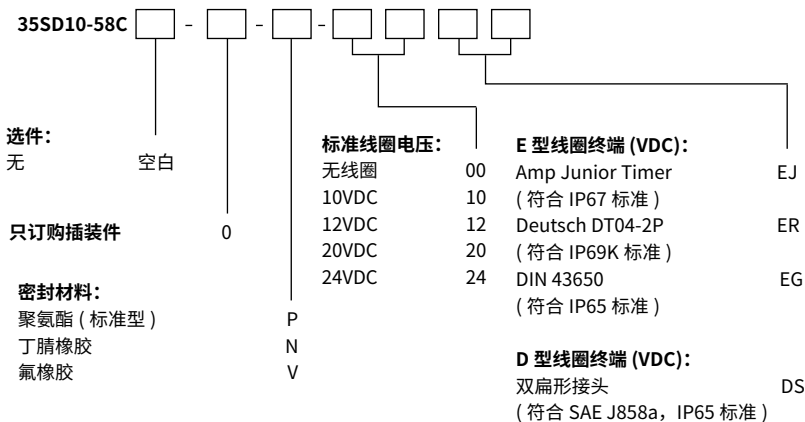 35SD10-58C - - -
选件：
无 空白
只订购插装件 0
密封材料：
聚氨酯 ( 标准型 ) P
丁腈橡胶 N
氟橡胶 V
标准线圈电压：
无线圈 00
10VDC 10
12VDC 12
20VDC 20
24VDC 24
E 型线圈终端 (VDC)：
Amp Junior Timer EJ
( 符合 IP67 标准 )
Deutsch DT04-2P ER
( 符合 IP69K 标准 )
DIN 43650 EG
( 符合 IP65 标准 )
D 型线圈终端 (VDC)：
双扁形接头 DS
( 符合 SAE J858a，IP65 标准 )